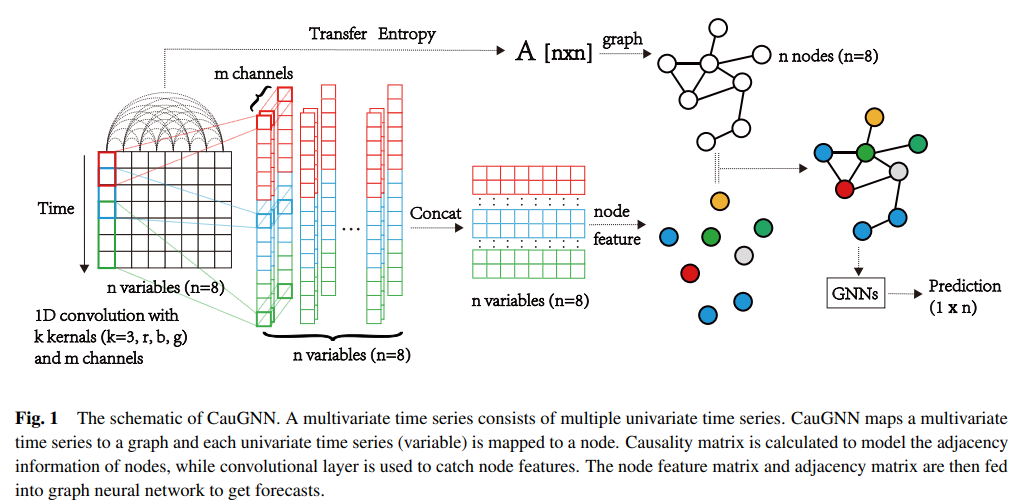 Transfer Entropy
A [nxn]
graph
n nodes (n=8)
m channels
Time
...
Concat
node
feature
n variables (n=8)
n variables (n=8)
1D convolution with
k kernals (k=3, r, b, g)
and m channels
n variables (n=8)
GNNs
Prediction
(1 x n)
Fig. 1 The schematic of CauGNN. A multivariate time series consists of multiple univariate time series. CauGNN maps a multivariate
time series to a graph and each univariate time series (variable) is mapped to a node. Causality matrix is calculated to model the adjacency
information of nodes, while convolutional layer is used to catch node features. The node feature matrix and adjacency matrix are then fed
into graph neural network to get forecasts.